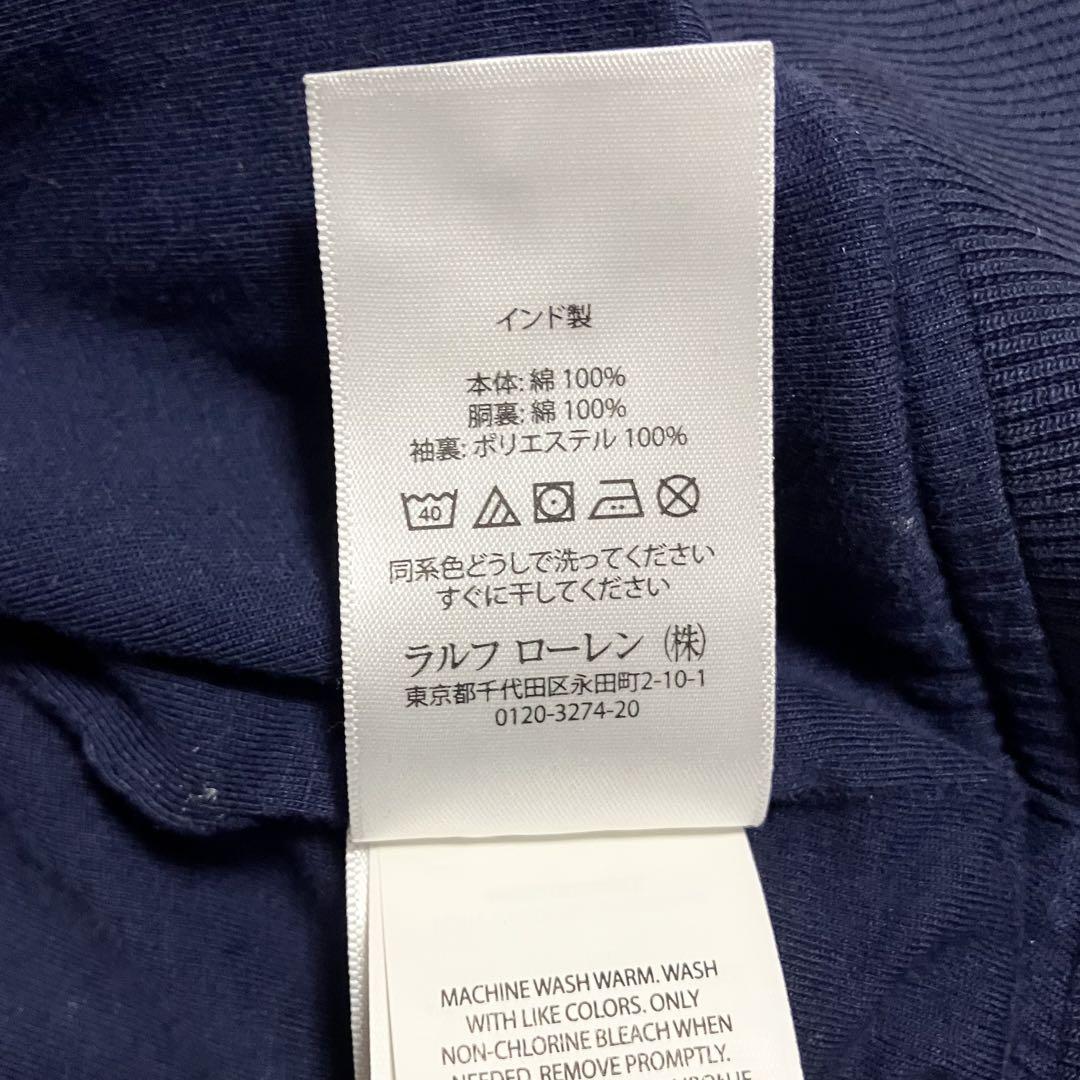 インド製
本体: 綿 100%
胴裏: 綿 100%
袖裏: ポリエステル 100%
40
同系色どうしで洗ってください
すぐに干してください
ラルフ ローレン (株)
東京都千代田区永田町2-10-1
0120-3274-20
MACHINE WASH WARM. WASH
WITH LIKE COLORS. ONLY
NON-CHLORINE BLEACH WHEN
NEEDED. REMOVE PROMPTLY.